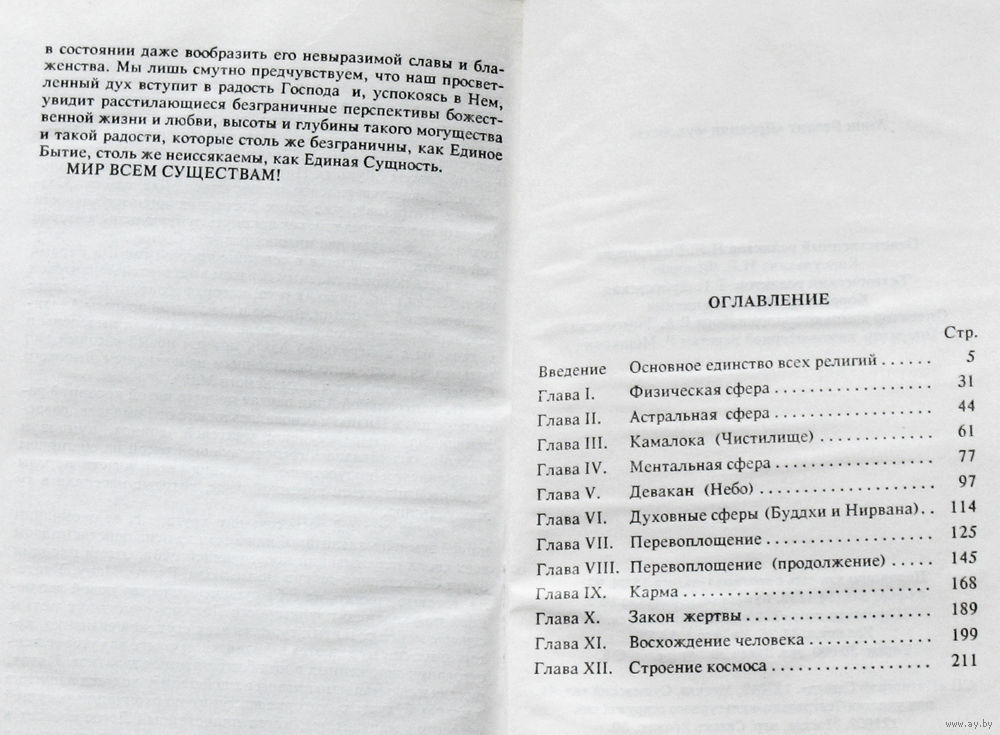 в состоянии даже вообразить его невыразимой славы и бла-
женства. Мы лишь смутно предчувствуем, что наш просвет-
ленный дух вступит в радость Господа и, успокоясь в Нем,
увидит расстилающиеся безграничные перспективы божест-
венной жизни и любви, высоты и глубины такого могущества
и такой радости, которые столь же безграничны, как Единое
Бытие, столь же неиссякаемы, как Единая Сущность.
МИР ВСЕМ СУЩЕСТВАМ!
ОГЛАВЛЕНИЕ
Стр.
Введение Основное единство всех религий ...... 5
Глава I. Физическая сфера .................. 31
Глава II. Астральная сфера .................. 44
Глава III. Камалока (Чистилище) ............. 61
Глава IV. Ментальная сфера .................. 77
Глава V. Девакан (Небо) .................... 97
Глава VI. Духовные сферы (Буддхи и Нирвана) .. 114
Глава VII. Перевоплощение ................... 125
Глава VIII. Перевоплощение (продолжение) ...... 145
Глава IX. Карма ............................ 168
Глава X. Закон жертвы ..................... 189
Глава XI. Восхождение человека ............. 199
Глава XII. Строение космоса ................. 211
www.ay.by